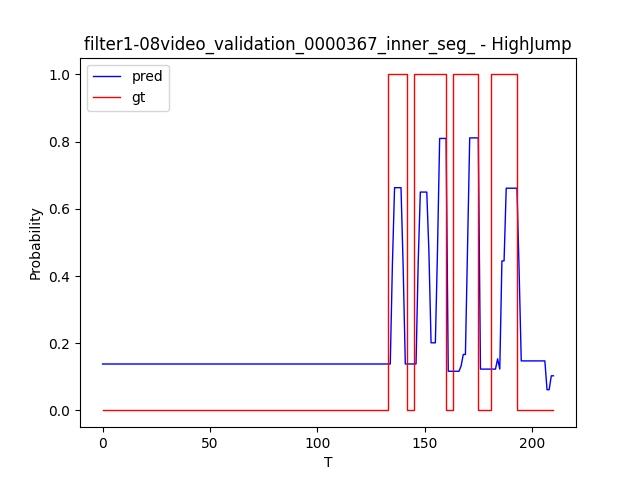 filter1-08video_validation_0000367_inner_seg_ - HighJump
pred
gt
1.0
0.8
0.6
0.4
0.2
0.0
Probability
0
50
100
150
200
T